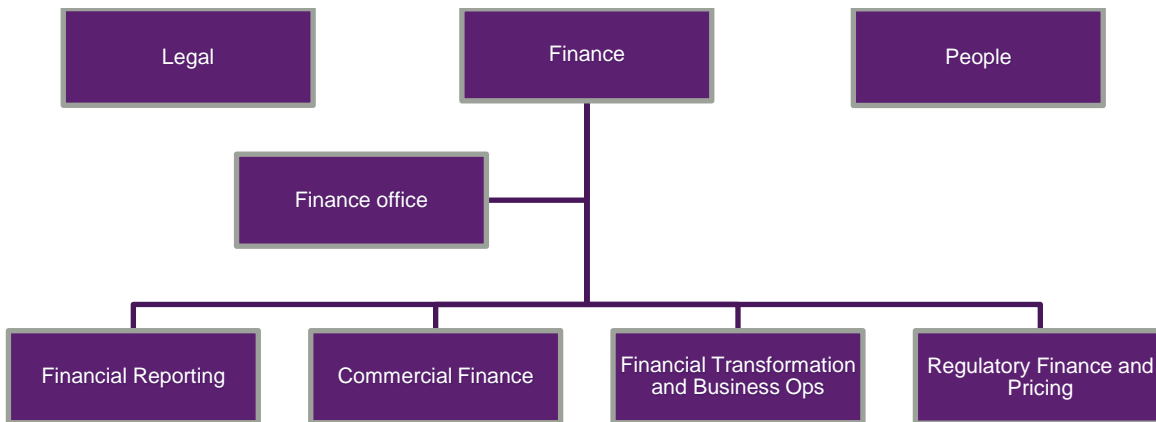 Legal
Finance
People
Finance office
Financial Reporting
Commercial Finance
Financial Transformation
and Business Ops
Regulatory Finance and
Pricing